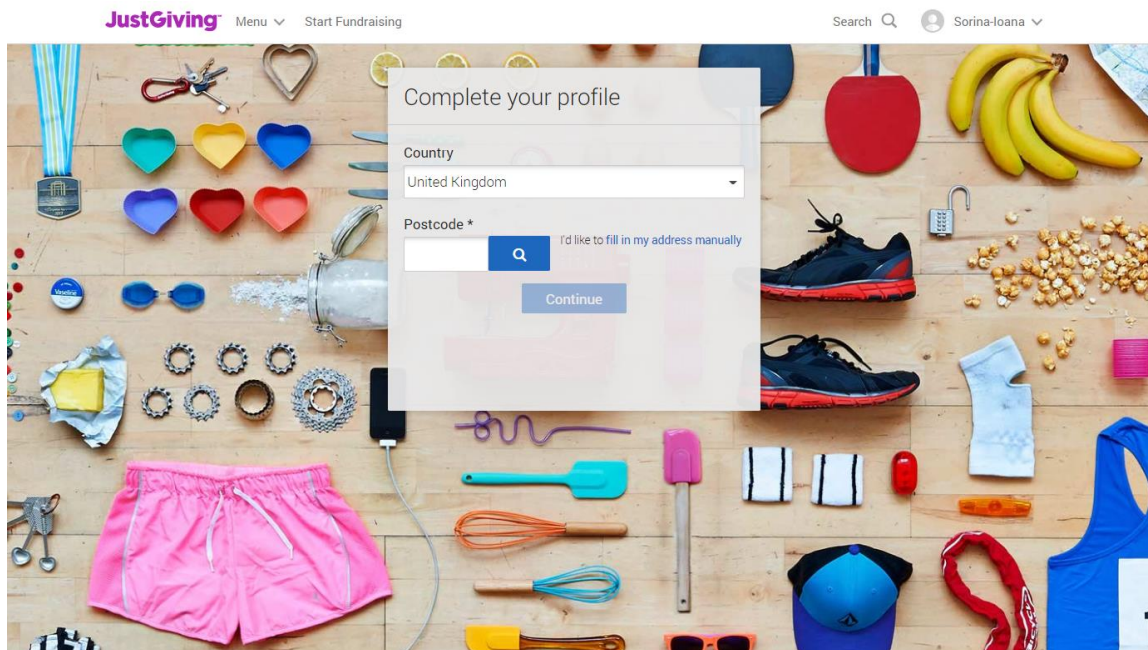 JustGiving Menu Start Fundraising Search Sorina-Ioana
Complete your profile
Country
United Kingdom
Postcode *
I'd like to fill in my address manually
Continue
Vaseline